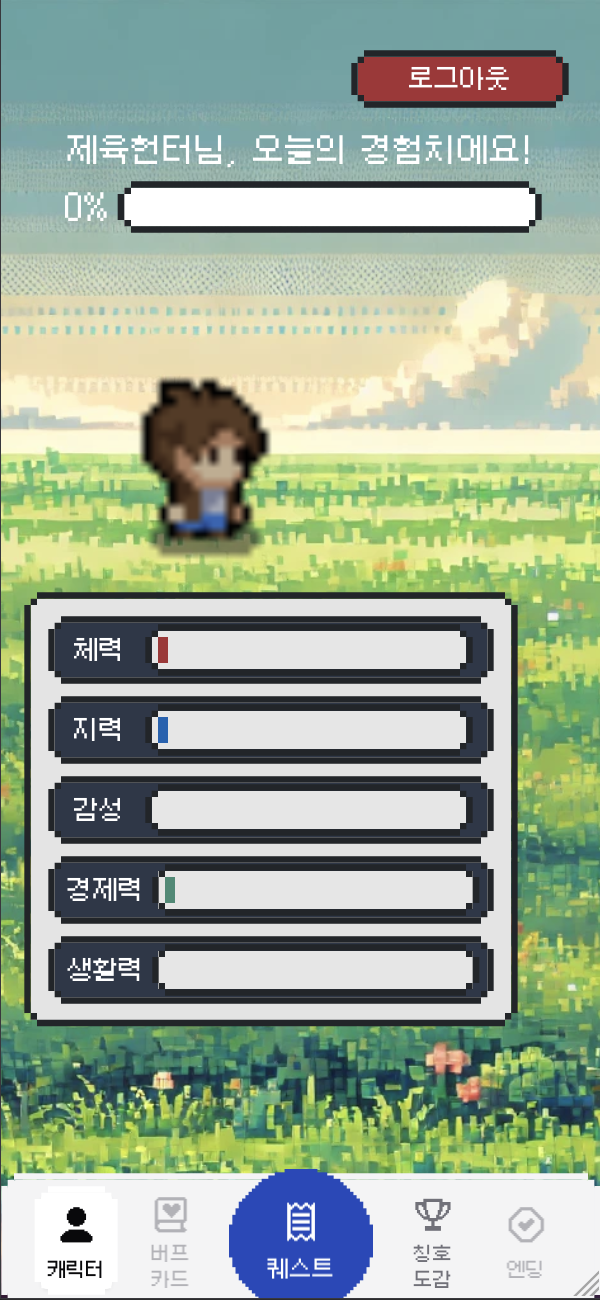 로그아웃
제육헌터님, 오늘의 경험치에요!
0%
체력
지력
감성
경제력
생활력
캐릭터
버프
카드
퀘스트
칭호
도감
엔딩